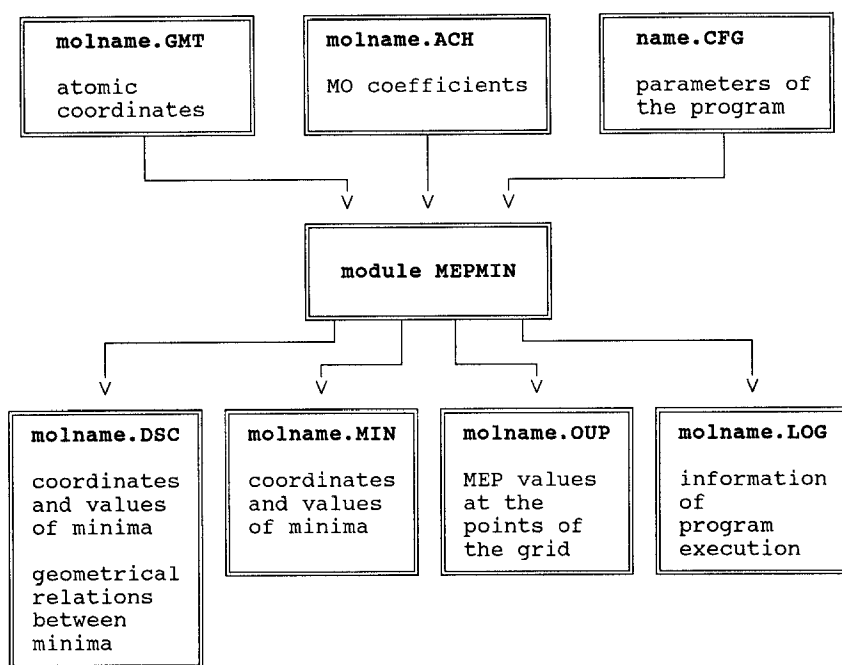 molname.GMT
atomic
coordinates
molname.ACH
MO coefficients
name.CFG
parameters of
the program
module MEPMIN
molname.DSC
coordinates
and values
of minima
geometrical
relations
between
minima
molname.MIN
coordinates
and values
of minima
molname.OUP
MEP values
at the
points of
the grid
molname.LOG
information
of
program
execution